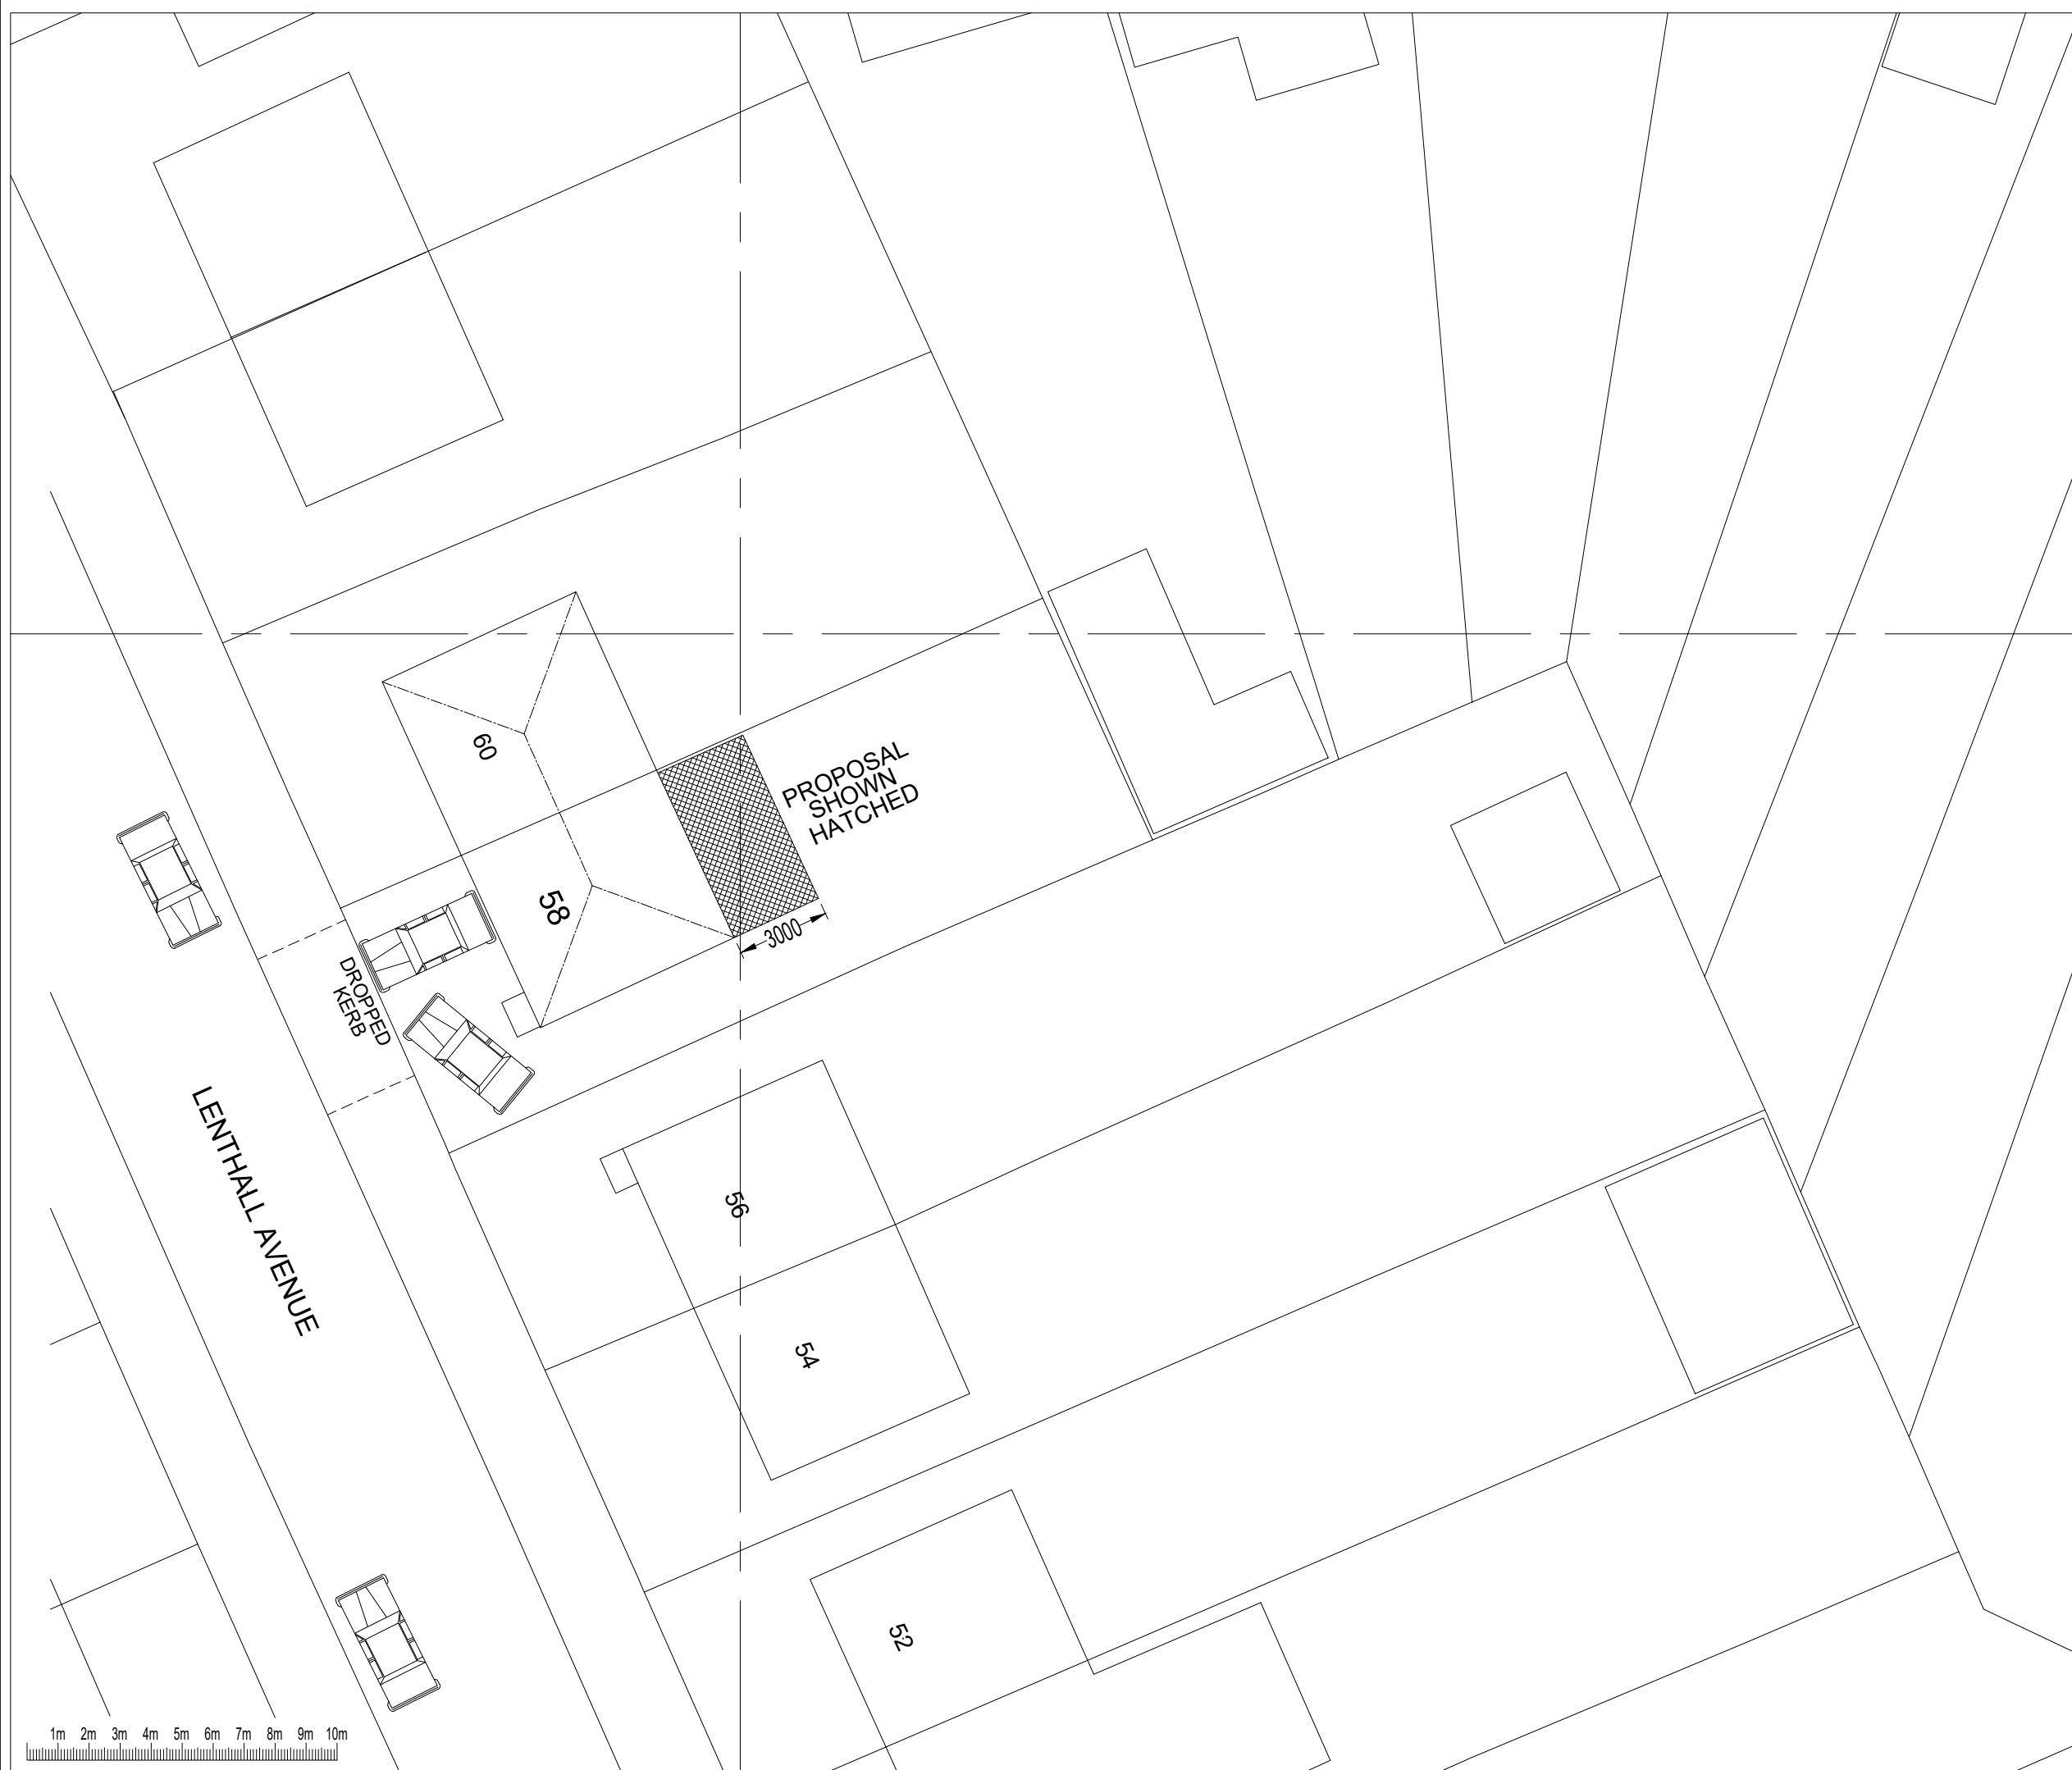 60
PROPOSAL
SHOWN
HATCHED
58
3000
DROPPED
KERB
LENTHALL AVENUE
56
54
52
1m 2m 3m 4m 5m 6m 7m 8m 9m 10m